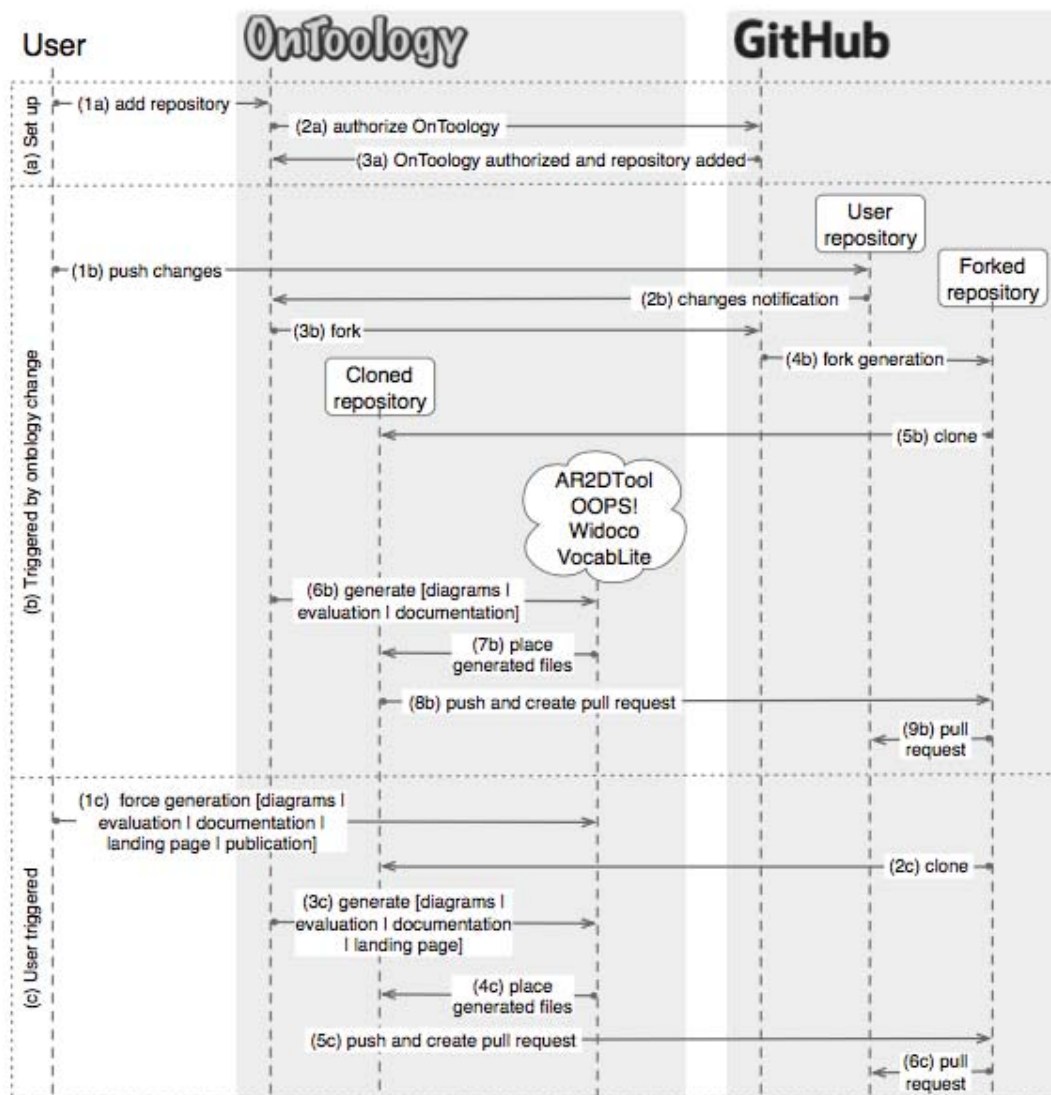 User
OnToology
GitHub
(a) Set up
(1a) add repository
(2a) authorize OnToology
(3a) OnToology authorized and repository added
(b) Triggered by ontology change
User
repository
(1b) push changes
Forked
repository
(2b) changes notification
(3b) fork
(4b) fork generation
Cloned
repository
(5b) clone
AR2DTool
OOPS!
Widoco
VocabLite
(6b) generate [diagrams |
evaluation | documentation]
(7b) place
generated files
(8b) push and create pull request
(9b) pull
request
(c) User triggered
(1c) force generation [diagrams |
evaluation | documentation |
landing page | publication]
(2c) clone
(3c) generate [diagrams |
evaluation | documentation
| landing page]
(4c) place
generated files
(5c) push and create pull request
(6c) pull
request